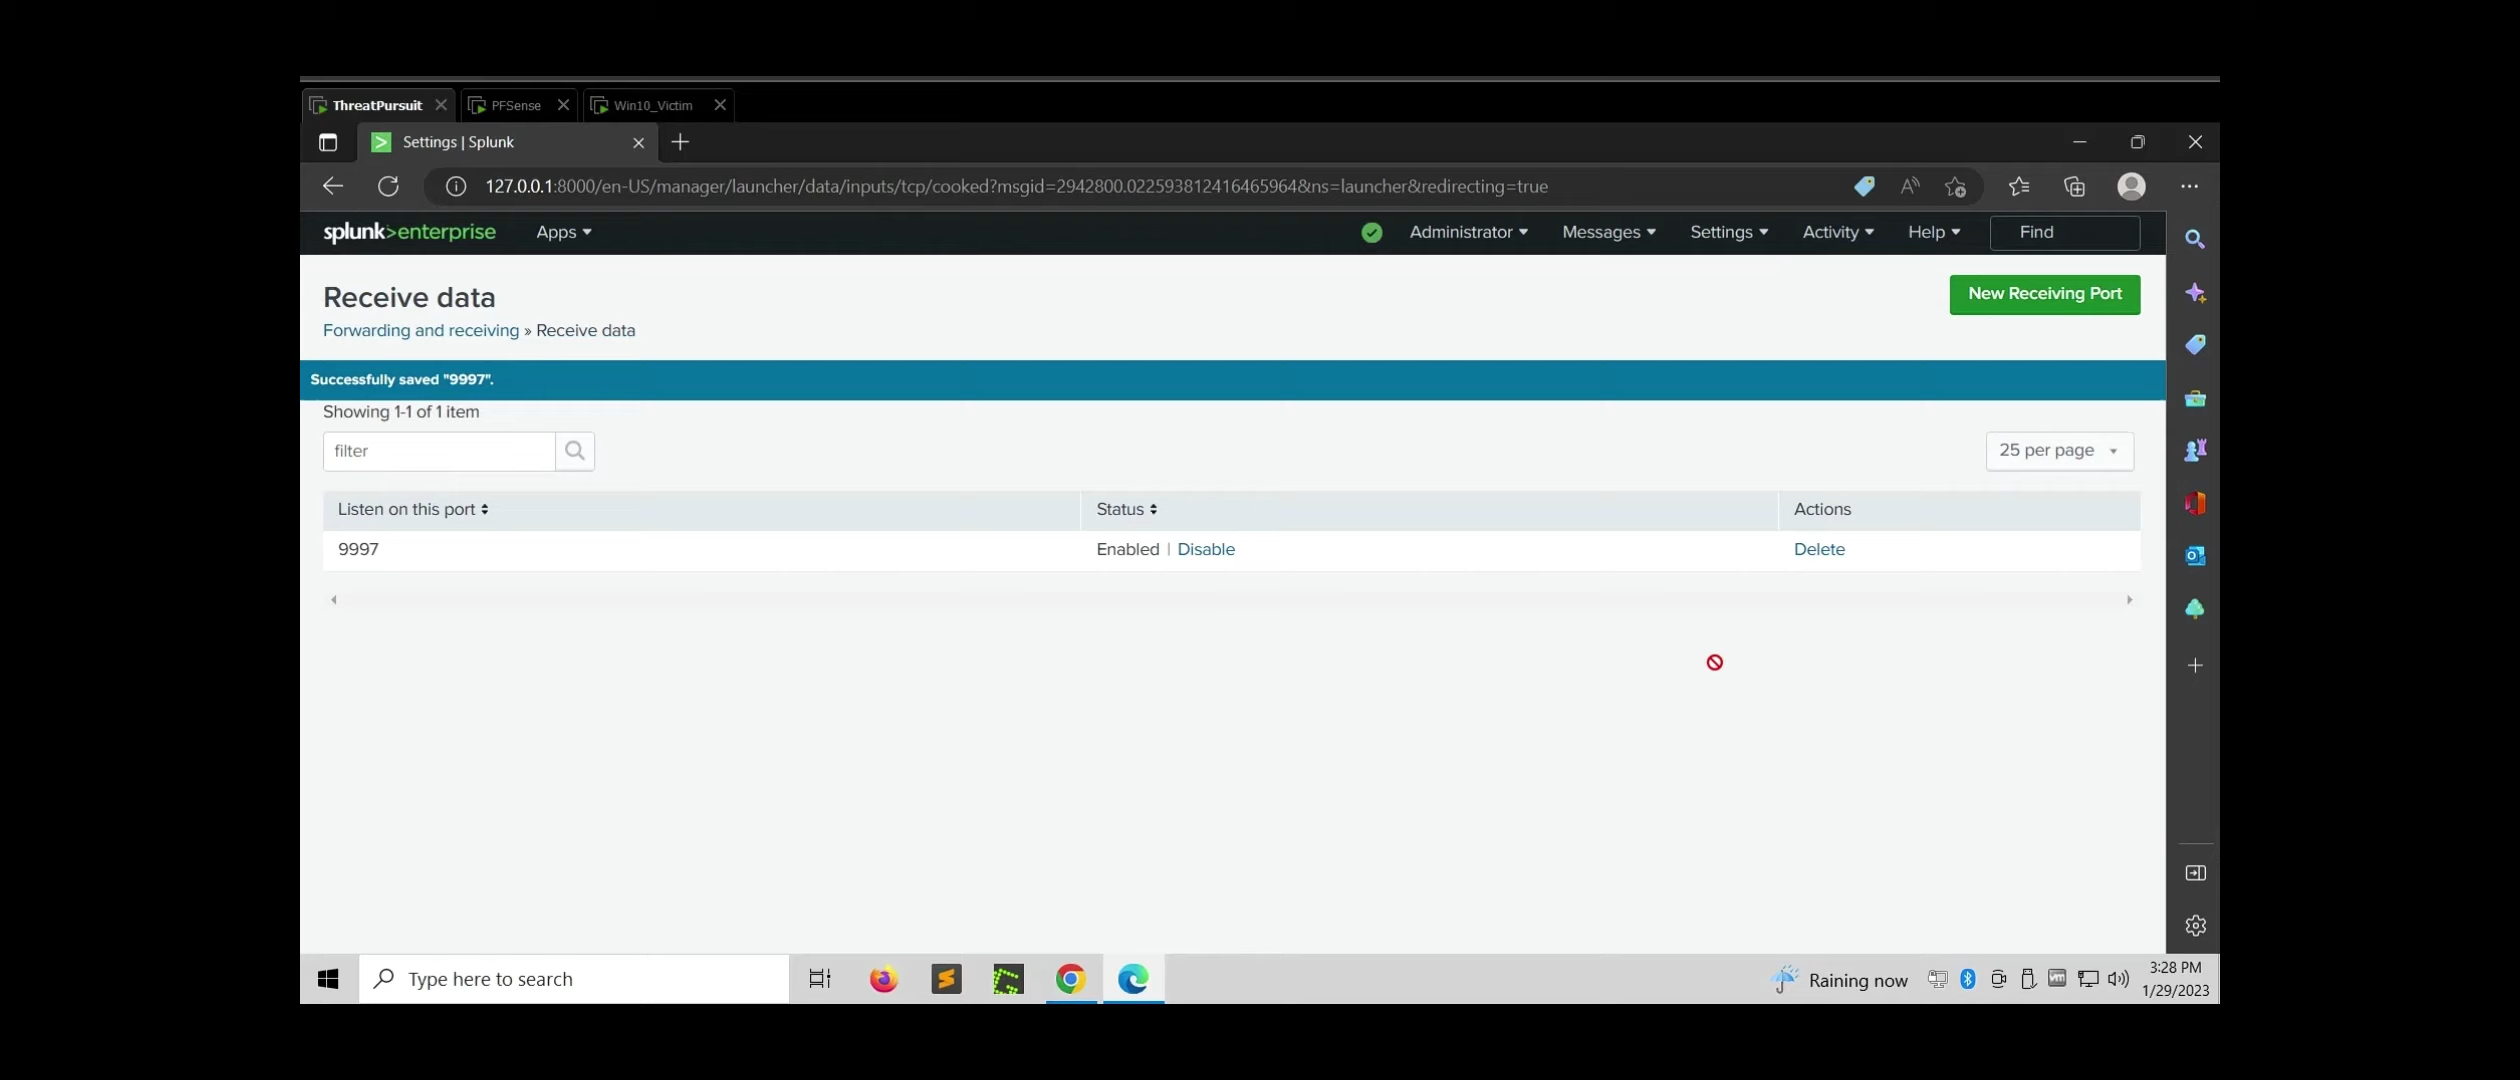 ThreatPursuit PFSense Win10_Victim
Settings | Splunk
127.0.0.1:8000/en-US/manager/launcher/data/inputs/tcp/cooked?msgid=2942800.0225938124164659648&ns=launcher&redirecting=true
splunk>enterprise Apps Administrator Messages Settings Activity Help Find
Receive data
New Receiving Port
Forwarding and receiving » Receive data
Successfully saved "9997".
Showing 1-1 of 1 item
filter
25 per page
Listen on this port Status Actions
9997 Enabled | Disable Delete
Type here to search
Raining now
3:28 PM
1/29/2023